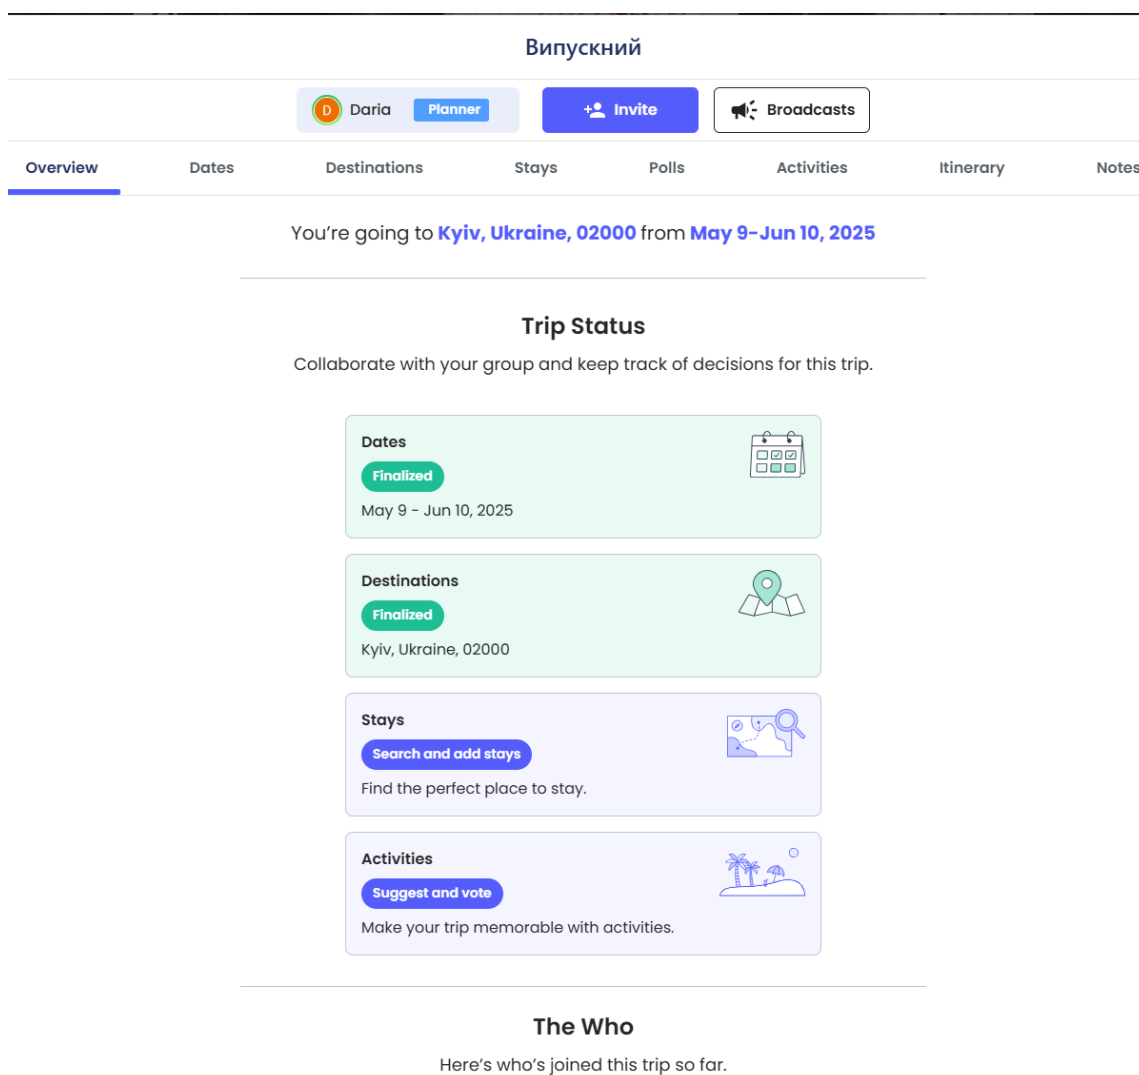 Випускний
D Daria Planner Invite Broadcasts
Overview Dates Destinations Stays Polls Activities Itinerary Notes
You're going to Kyiv, Ukraine, 02000 from May 9-Jun 10, 2025
Trip Status
Collaborate with your group and keep track of decisions for this trip.
Dates
Finalized
May 9 - Jun 10, 2025
Destinations
Finalized
Kyiv, Ukraine, 02000
Stays
Search and add stays
Find the perfect place to stay.
Activities
Suggest and vote
Make your trip memorable with activities.
The Who
Here's who's joined this trip so far.